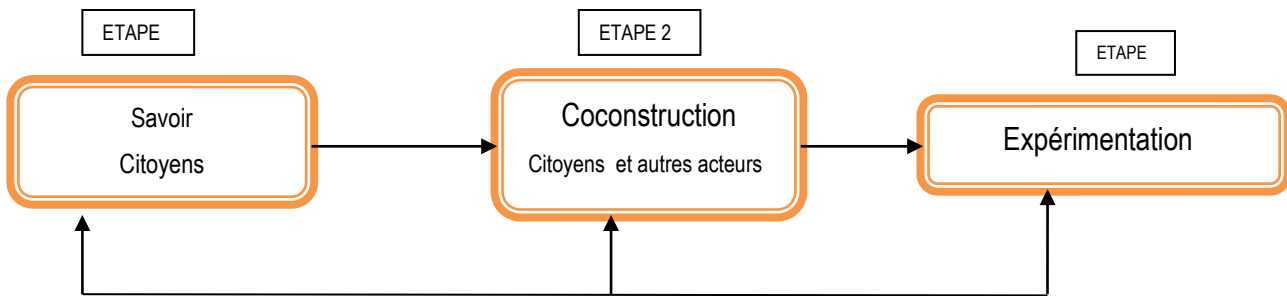 ETAPE
ETAPE 2
ETAPE
Savoir
Citoyens
Coconstruction
Citoyens et autres acteurs
Expérimentation